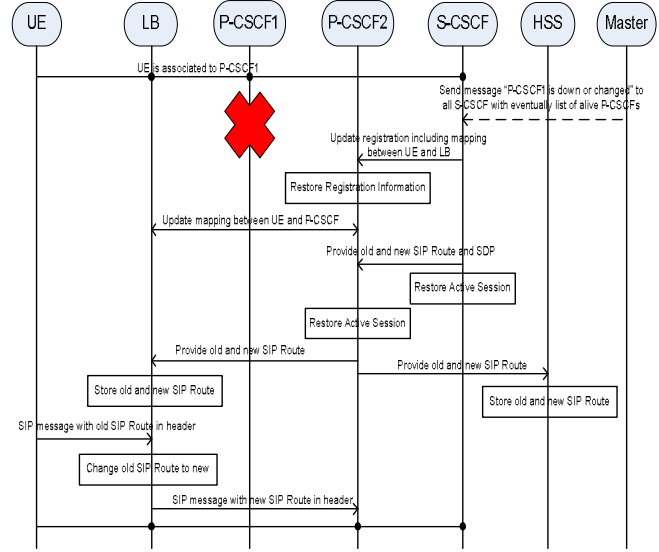 UE LB P-CSCF1 P-CSCF2 S-CSCF HSS Master
UE is associated to P-CSCF1
Send message "P-CSCF1 is down or changed" to
all S-CSCF with eventually list of alive P-CSCFs
Update registration including mapping
between UE and LB
Restore Registration Information
Update mapping between UE and P-CSCF
Provide old and new SIP Route and SDP
Restore Active Session
Restore Active Session
Provide old and new SIP Route
Provide old and new SIP Route
Store old and new SIP Route
Store old and new SIP Route
SIP message with old SIP Route in header
Change old SIP Route to new
SIP message with new SIP Route in header